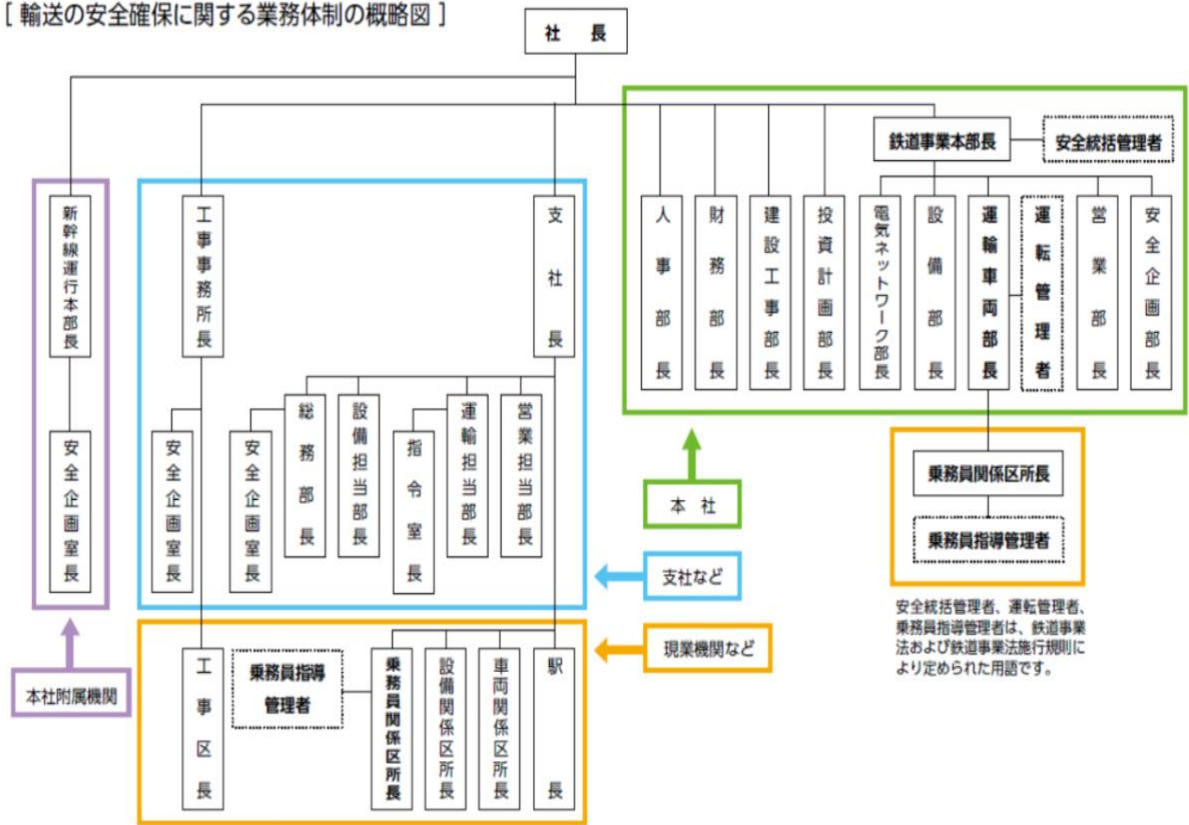 [ 輸送の安全確保に関する業務体制の概略図 ]
社 長
鉄道事業本部長
安全統括管理者
新幹線運行本部長
工事事務所長
支社長
人事部長
財務部長
建設工事部長
投資計画部長
電気ネットワーク部長
設備部長
運輸車両部長
運転管理者
営業部長
安全企画部長
安全企画室長
安全企画室長
安全企画室長
総務部長
設備担当部長
指令室長
運輸担当部長
営業担当部長
本 社
乗務員関係区所長
乗務員指導管理者
支社など
安全統括管理者、運転管理者、
乗務員指導管理者は、鉄道事業
法および鉄道事業法施行規則に
より定められた用語です。
現業機関など
本社附属機関
工事区長
乗務員指導
管理者
乗務員関係区所長
設備関係区所長
車両関係区所長
駅長